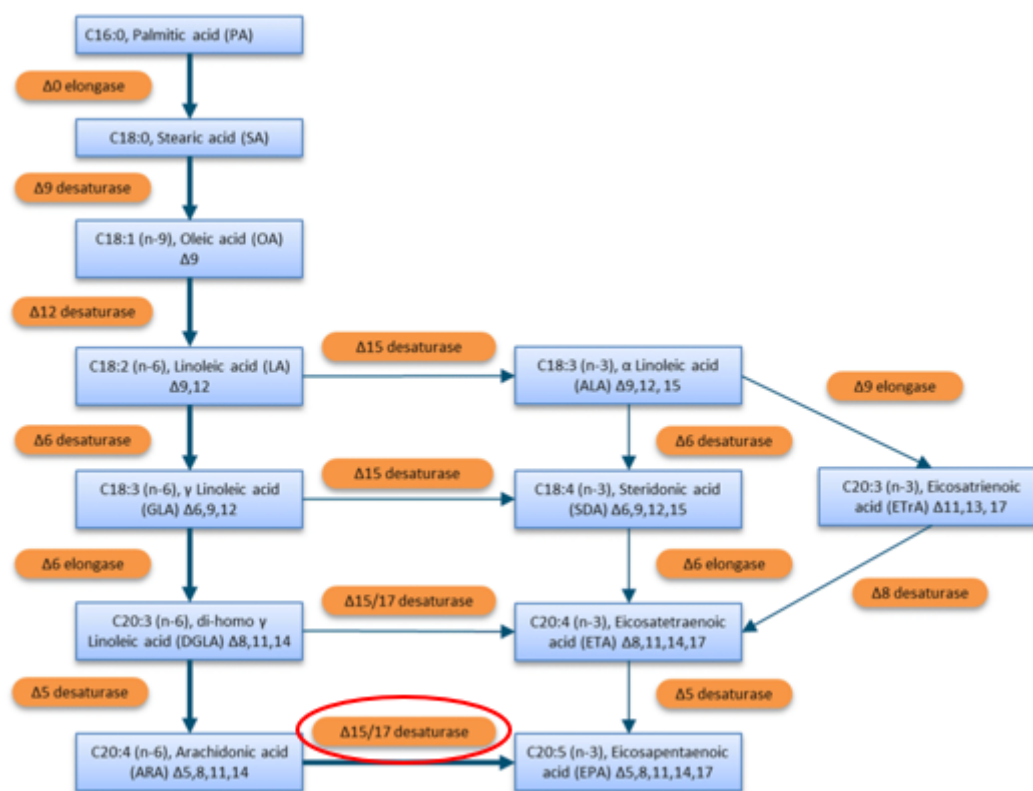 C16:0, Palmitic acid (PA)
Δ0 elongase
C18:0, Stearic acid (SA)
Δ9 desaturase
C18:1 (n-9), Oleic acid (OA)
Δ9
Δ12 desaturase
Δ15 desaturase
C18:2 (n-6), Linoleic acid (LA)
Δ9,12
C18:3 (n-3), α Linoleic acid
(ALA) Δ9,12, 15
Δ9 elongase
Δ6 desaturase
Δ6 desaturase
Δ15 desaturase
C18:3 (n-6), γ Linoleic acid
(GLA) Δ6,9,12
C18:4 (n-3), Steridonic acid
(SDA) Δ6,9,12,15
C20:3 (n-3), Eicosatrienoic
acid (ETrA) Δ11,13, 17
Δ6 elongase
Δ6 elongase
Δ8 desaturase
Δ15/17 desaturase
C20:3 (n-6), di-homo γ
Linoleic acid (DGLA) Δ8,11,14
C20:4 (n-3), Eicosatetraenoic
acid (ETA) Δ8,11,14,17
Δ5 desaturase
Δ5 desaturase
Δ15/17 desaturase
C20:4 (n-6), Arachidonic acid
(ARA) Δ5,8,11,14
C20:5 (n-3), Eicosapentaenoic
acid (EPA) Δ5,8,11,14,17